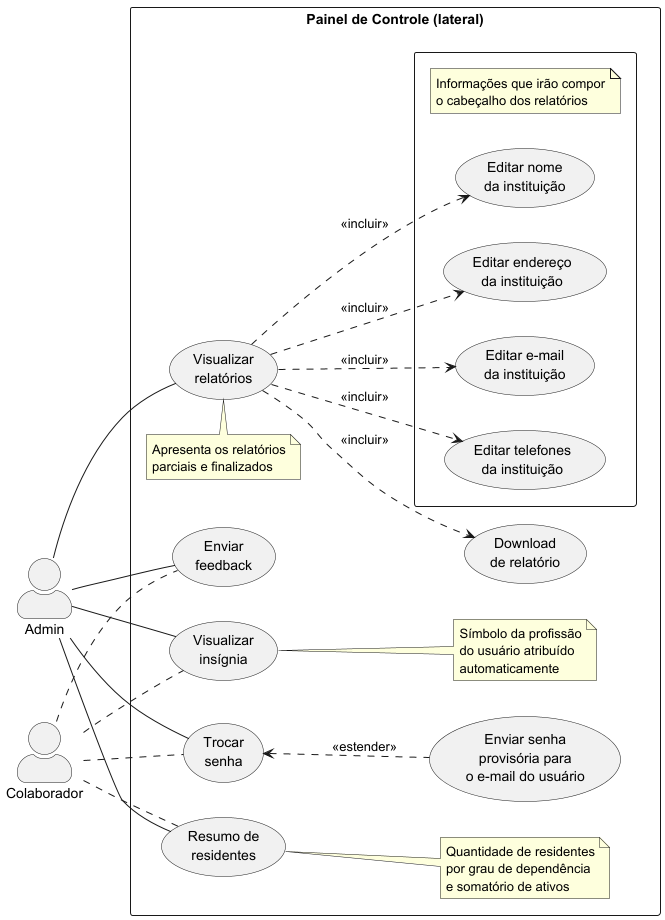 Painel de Controle (lateral)
Informações que irão compor
o cabeçalho dos relatórios
Editar nome
da instituição
«incluir»
Editar endereço
da instituição
«incluir»
Visualizar
relatórios
«incluir»
Editar e-mail
da instituição
«incluir»
Apresenta os relatórios
parciais e finalizados
«incluir»
Editar telefones
da instituição
Download
de relatório
Enviar
feedback
Admin
Visualizar
insígnia
Símbolo da profissão
do usuário atribuído
automaticamente
Colaborador
Trocar
senha
«estender»
Enviar senha
provisória para
o e-mail do usuário
Resumo de
residentes
Quantidade de residentes
por grau de dependência
e somatório de ativos